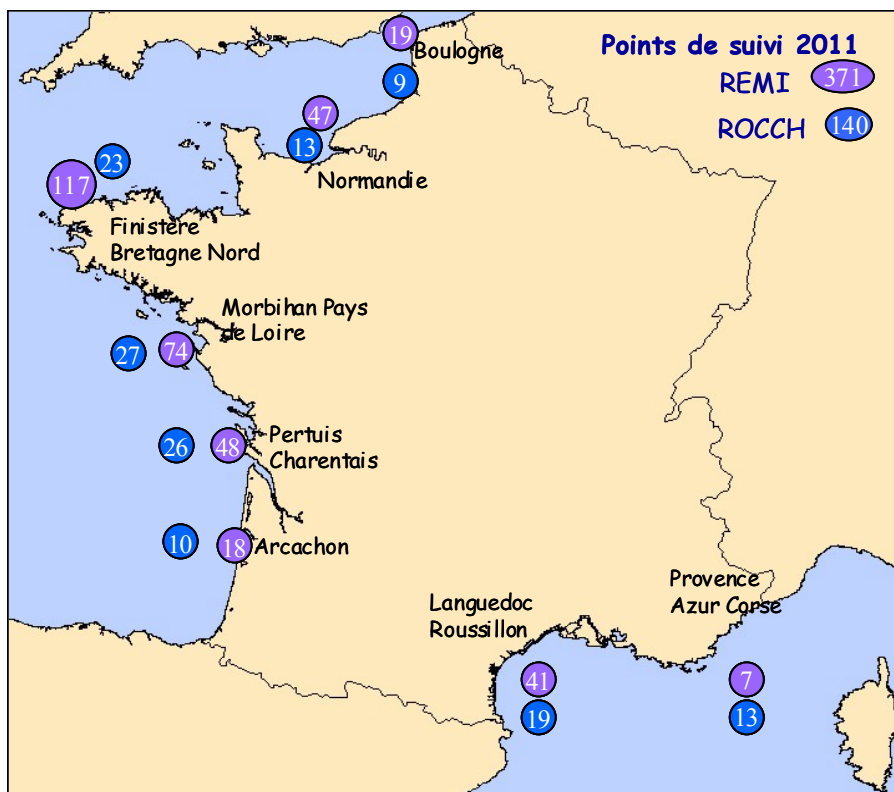 Points de suivi 2011
REMI 371
ROCCH 140
19
Boulogne
9
47
13
Normandie
23
117
Finistère
Bretagne Nord
Morbihan Pays
de Loire
27
74
26
48
Pertuis
Charentais
10
18
Arcachon
Languedoc
Roussillon
Provence
Azur Corse
41
7
19
13